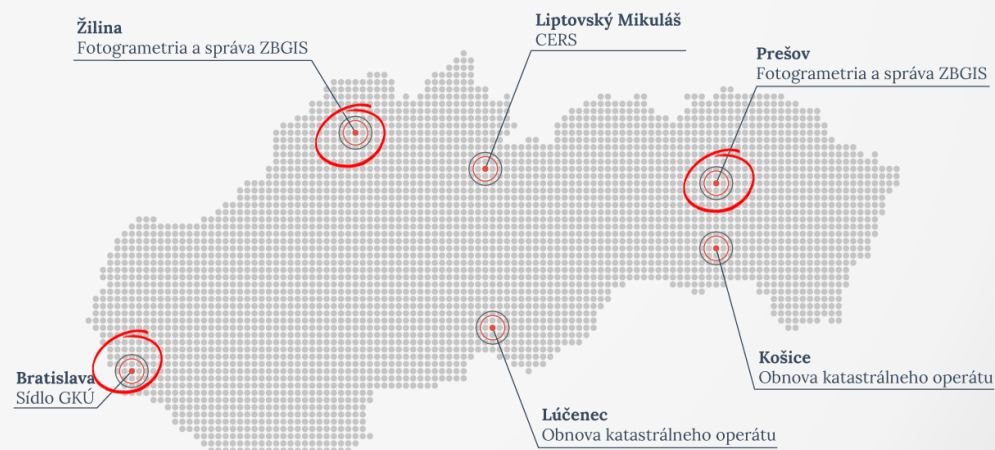 Žilina
Fotogrametria a správa ZBGIS
Liptovský Mikuláš
CERS
Prešov
Fotogrametria a správa ZBGIS
Bratislava
Sídlo GKÚ
Lúčenec
Obnova katastrálneho operátu
Košice
Obnova katastrálneho operátu